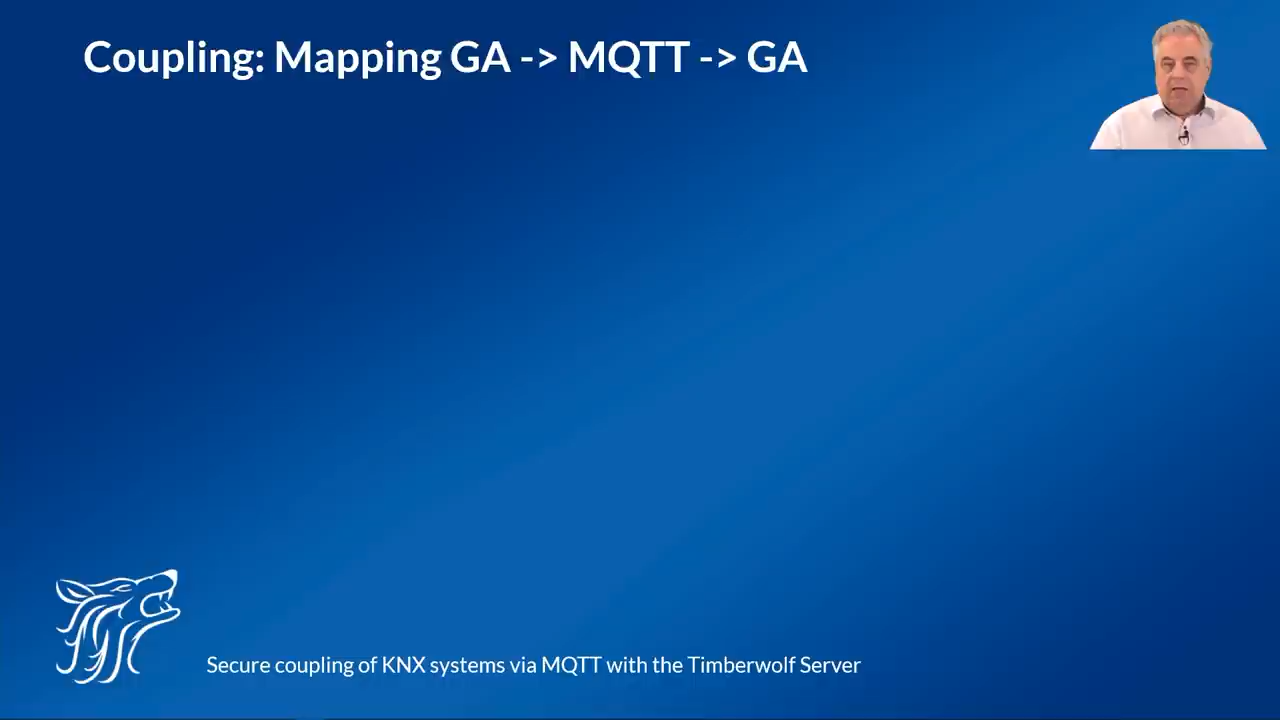 Coupling: Mapping GA -> MQTT -> GA
Secure coupling of KNX systems via MQTT with the Timberwolf Server